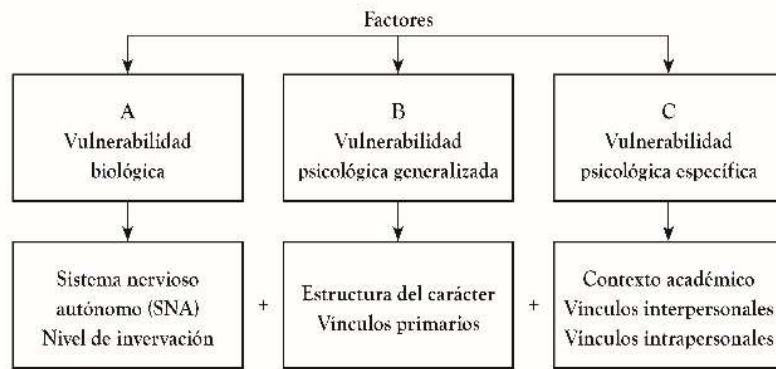 Factores
A
Vulnerabilidad
biológica
B
Vulnerabilidad
psicológica generalizada
C
Vulnerabilidad
psicológica específica
Sistema nervioso
autónomo (SNA)
Nivel de invervación
+
Estructura del carácter
Vínculos primarios
+
Contexto académico
Vínculos interpersonales
Vínculos intrapersonales